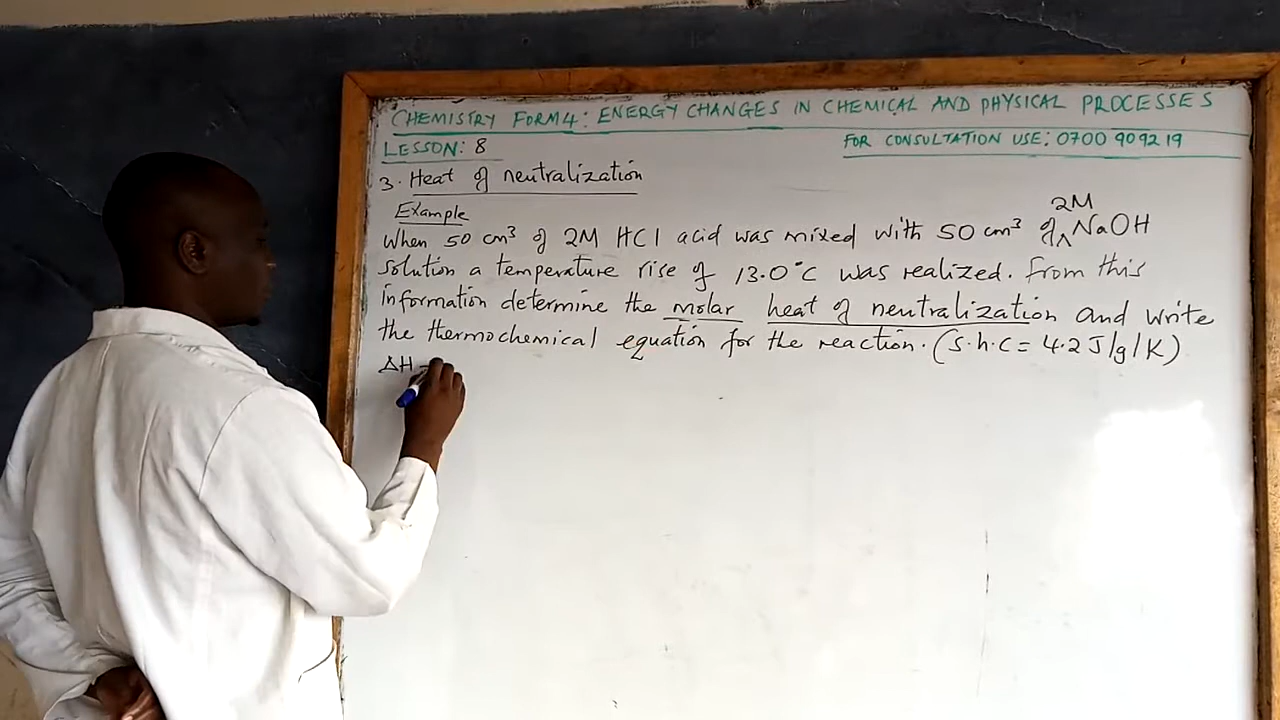 CHEMISTRY FORM 4: ENERGY CHANGES IN CHEMICAL AND PHYSICAL PROCESSES
LESSON: 8
FOR CONSULTATION USE: 0700 909219
3. Heat of neutralization
Example
2M
When 50 cm³ of 2M HCl acid was mixed with 50 cm³ of ∧ NaOH
solution a temperature rise of 13.0°C was realized. From this
information determine the molar heat of neutralization and write
the thermochemical equation for the reaction. (S.h.c = 4.2 J/g/K)
ΔH